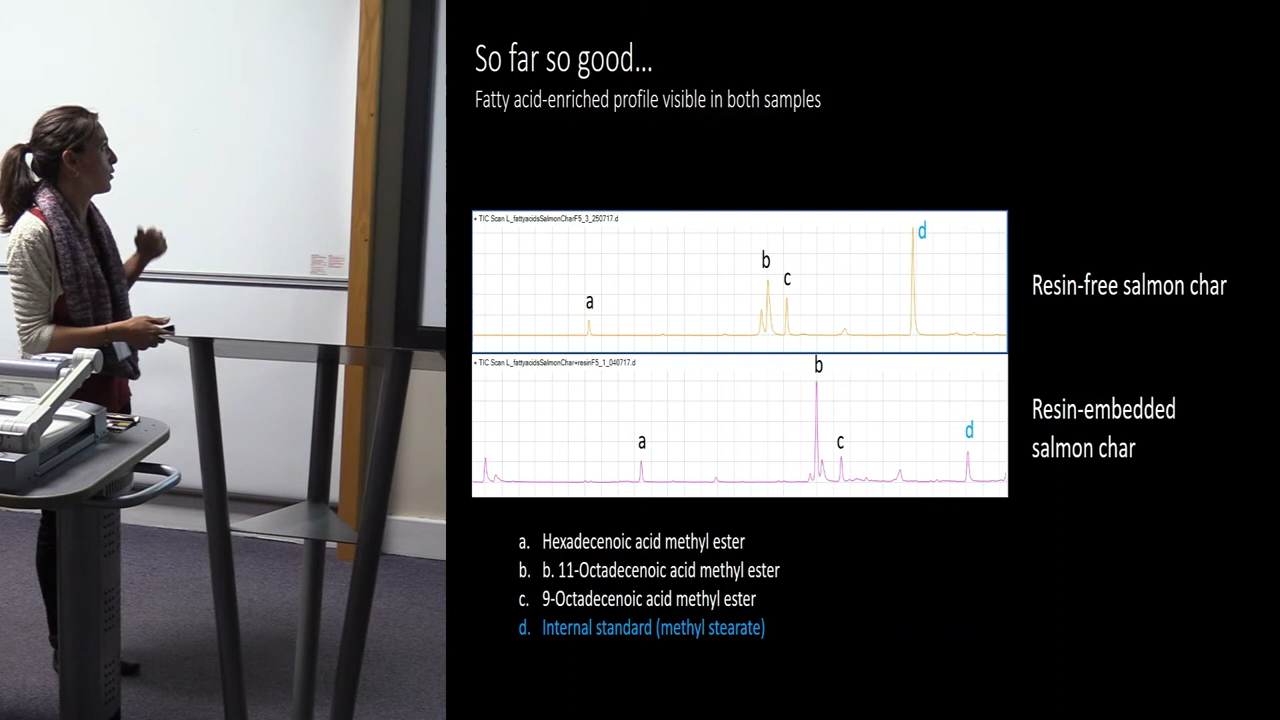 So far so good...
Fatty acid-enriched profile visible in both samples
+ TIC Scan L_fattyacidsSalmonCharF5_3_250717.d
d
b
c
a
Resin-free salmon char
+ TIC Scan L_fattyacidsSalmonChar+resinF5_1_040717.d
b
a
c
d
Resin-embedded
salmon char
a. Hexadecenoic acid methyl ester
b. b. 11-Octadecenoic acid methyl ester
c. 9-Octadecenoic acid methyl ester
d. Internal standard (methyl stearate)